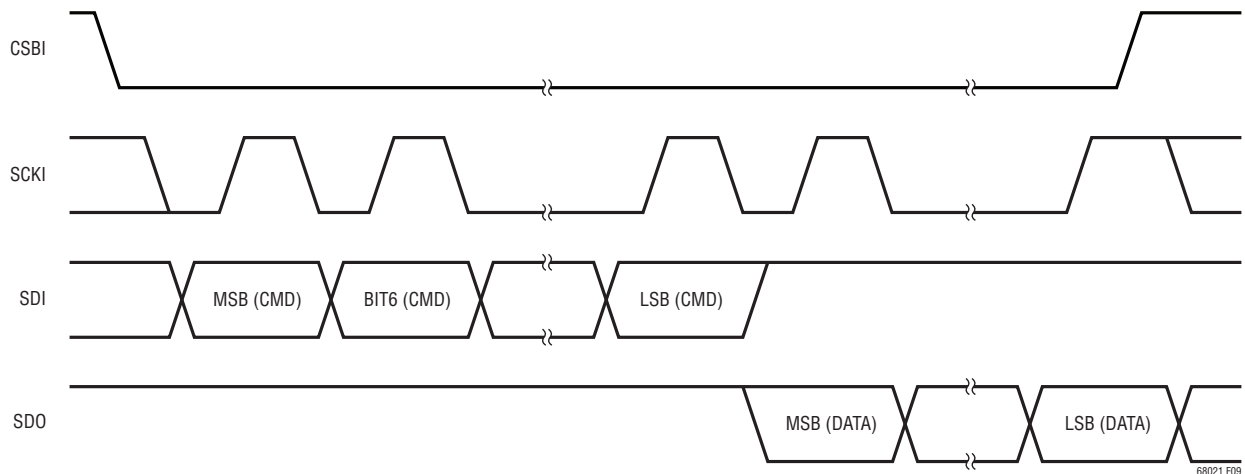 CSBI
SCKI
SDI
MSB (CMD)
BIT6 (CMD)
LSB (CMD)
SDO
MSB (DATA)
LSB (DATA)
68021 F09